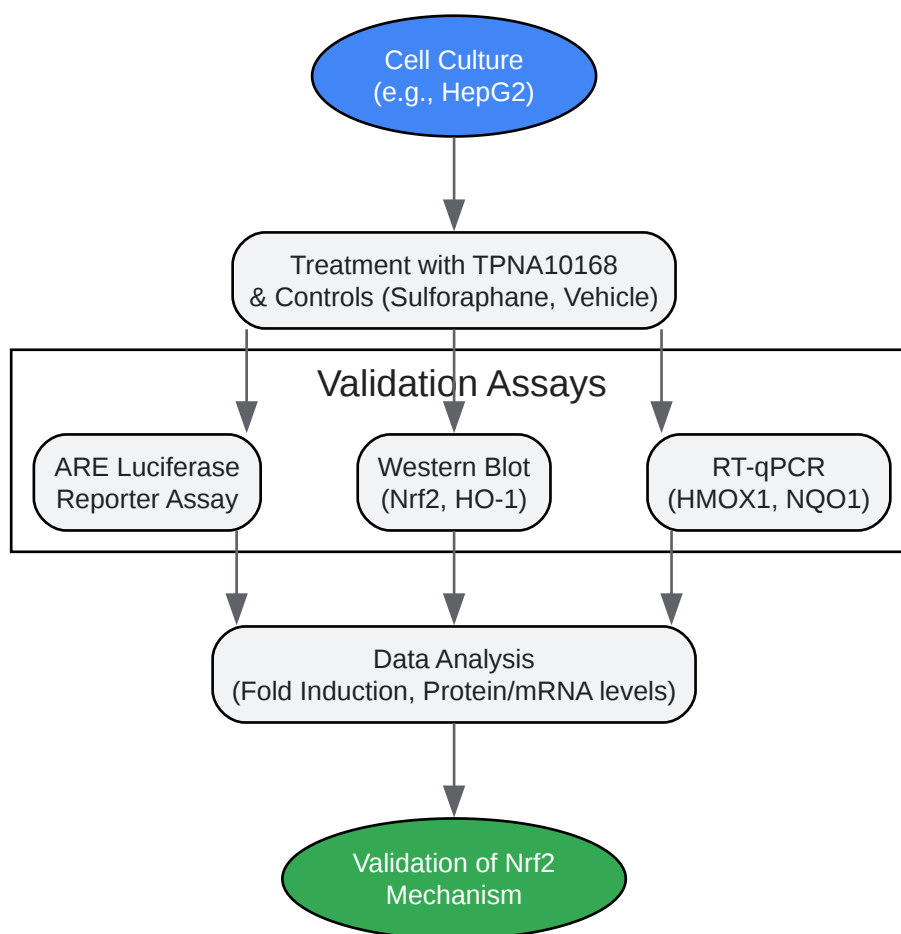 Cell Culture
(e.g., HepG2)
Treatment with TPNA10168
& Controls (Sulforaphane, Vehicle)
Validation Assays
ARE Luciferase
Reporter Assay
Western Blot
(Nrf2, HO-1)
RT-qPCR
(HMOX1, NQO1)
Data Analysis
(Fold Induction, Protein/mRNA levels)
Validation of Nrf2
Mechanism